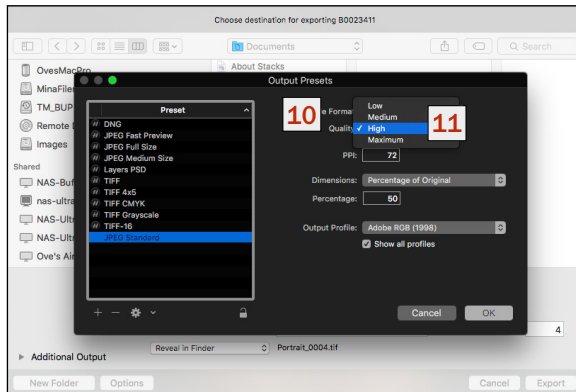 Choose destination for exporting B0023411
Documents
Search
OvesMacPro
MinaFiler
TM_BUP
Remote
Images
Shared
NAS-Buf
nas-ultra
NAS-Ultr
NAS-Ultr
Ove's Air
About Stacks
Output Presets
Preset
DNG
JPEG Fast Preview
JPEG Full Size
JPEG Medium Size
Layers PSD
TIFF
TIFF 4x5
TIFF CMYK
TIFF Grayscale
TIFF-16
JPEG Standard
10
e Format
Quality
Low
Medium
✓ High
Maximum
11
PPI: 72
Dimensions: Percentage of Original
Percentage: 50
Output Profile: Adobe RGB (1998)
Show all profiles
Cancel OK
4
Reveal in Finder Portrait_0004.tif
Additional Output
New Folder Options Cancel Export